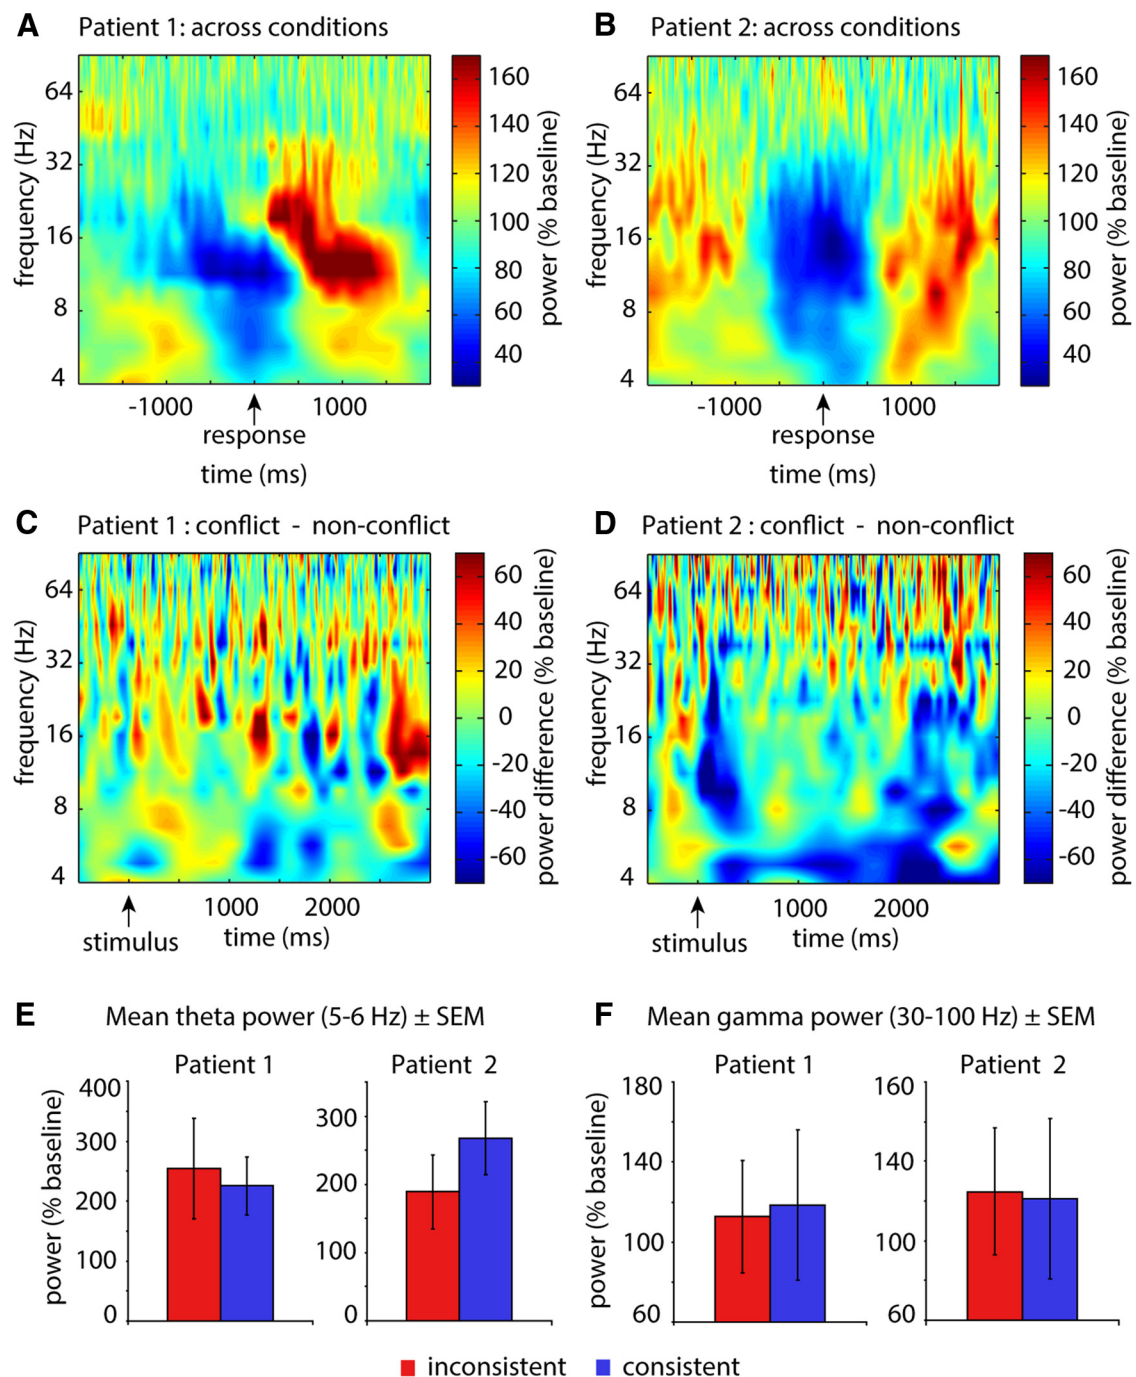 A Patient 1: across conditions
B Patient 2: across conditions
frequency (Hz)
64
32
16
8
4
-1000
1000
response
time (ms)
160
140
120
100
80
60
40
power (% baseline)
frequency (Hz)
64
32
16
8
4
-1000
1000
response
time (ms)
160
140
120
100
80
60
40
power (% baseline)
C Patient 1 : conflict - non-conflict
D Patient 2 : conflict - non-conflict
frequency (Hz)
64
32
16
8
4
1000
2000
stimulus
time (ms)
60
40
20
0
-20
-40
-60
power difference (% baseline)
frequency (Hz)
64
32
16
8
4
1000
2000
stimulus
time (ms)
60
40
20
0
-20
-40
-60
power difference (% baseline)
E Mean theta power (5-6 Hz) ± SEM
F Mean gamma power (30-100 Hz) ± SEM
Patient 1
Patient 2
Patient 1
Patient 2
power (% baseline)
400
300
200
100
0
300
200
100
0
power (% baseline)
180
140
100
60
160
140
100
60
inconsistent
consistent